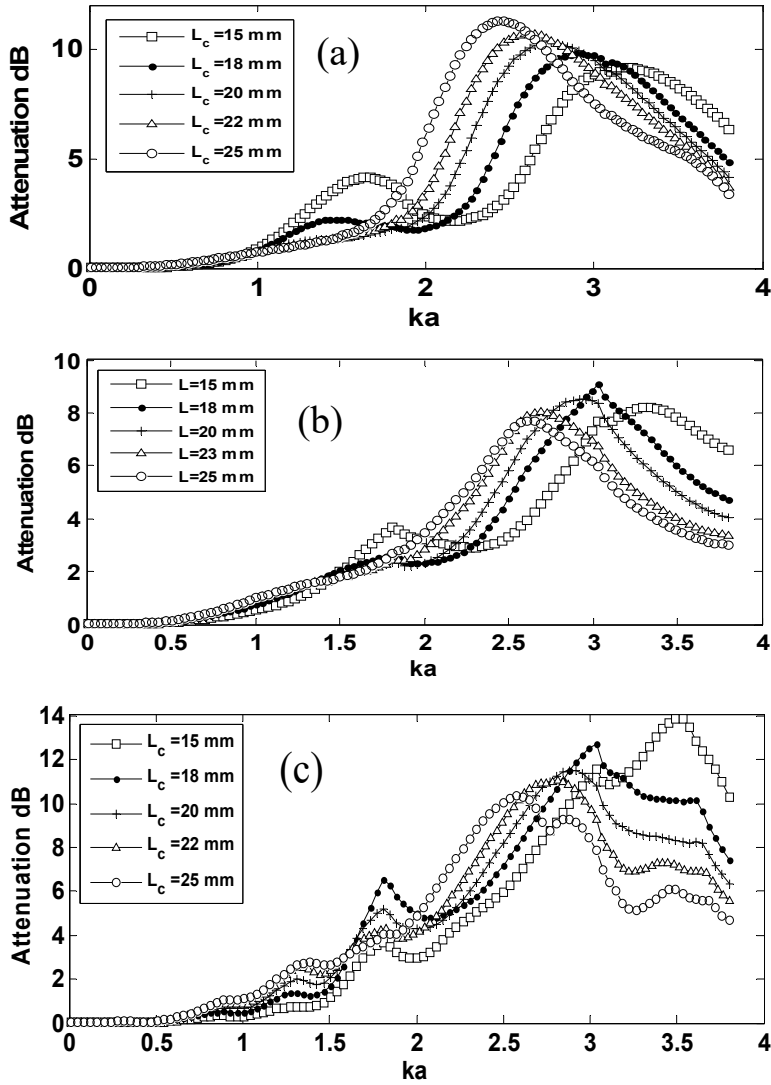 (a)
L_c =15 mm
L_c =18 mm
L_c =20 mm
L_c =22 mm
L_c =25 mm
Attenuation dB
10
5
0
0 1 2 3 4
ka
(b)
L=15 mm
L=18 mm
L=20 mm
L=23 mm
L=25 mm
Attenuation dB
10
8
6
4
2
0
0 0.5 1 1.5 2 2.5 3 3.5 4
ka
(c)
L_c =15 mm
L_c =18 mm
L_c =20 mm
L_c =22 mm
L_c =25 mm
Attenuation dB
14
12
10
8
6
4
2
0
0 0.5 1 1.5 2 2.5 3 3.5 4
ka